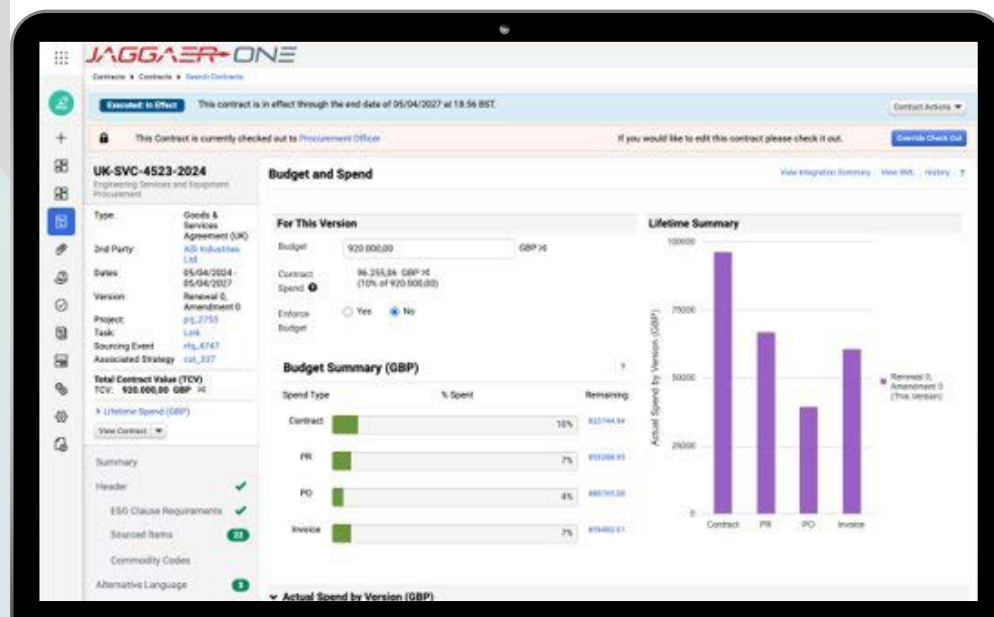 JAGGAER ONE
Contracts Contracts Search Contracts
Executed: In Effect This contract is in effect through the end date of 05/04/2027 at 18.56 BST.
Contract Actions
This Contract is currently checked out to Procurement Officer
If you would like to edit this contract please check it out.
Override Check Out
UK-SVC-4523-2024
Engineering Services and Equipment
Procurement
Type: Goods &
Services
Agreement (UK)
2nd Party Industries
Ltd
Dates 05/04/2024 -
05/04/2027
Version: Renewal 0,
Amendment 0
Project: prj_2753
Task: Link
Sourcing Event rfq_4747
Associated Strategy cat_337
Total Contract Value (TCV)
TCV: 920.000,00 GBP
Lifetime Spend (GBP)
View Contract
Summary
Header
ESG Clause Requirements
Sourced Items 22
Commodity Codes
Alternative Language 3
Budget and Spend
View Integration Summary View XML History ?
For This Version
Budget 920.000,00 GBP
Contract 96.255,06 GBP
Spend (10% of 920.000,00)
Enforce Yes No
Budget
Budget Summary (GBP) ?
Spend Type % Spent Remaining
Contract 10%
PR 7%
PO 4%
Invoice 7%
Actual Spend by Version (GBP)
Lifetime Summary
Actual Spend by Version (GBP)
100000
75000
50000
25000
0
Contract PR PO Invoice
Renewal 0,
Amendment 0
(This Version)